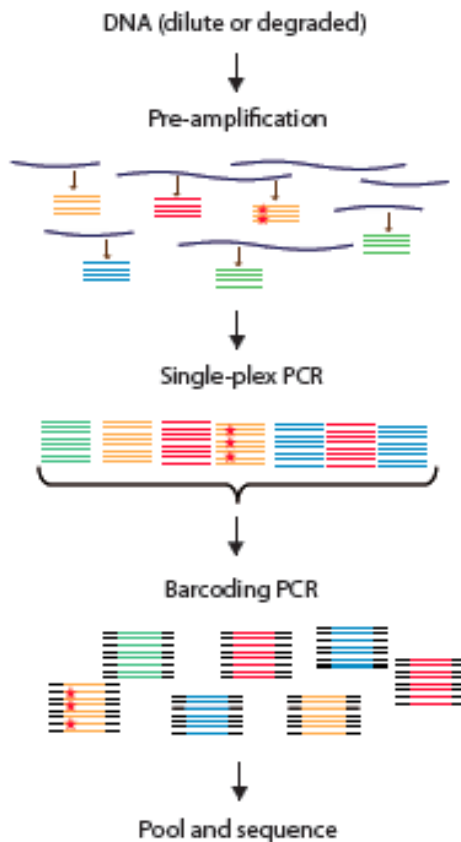 DNA (dilute or degraded)
Pre-amplification
Single-plex PCR
Barcoding PCR
Pool and sequence